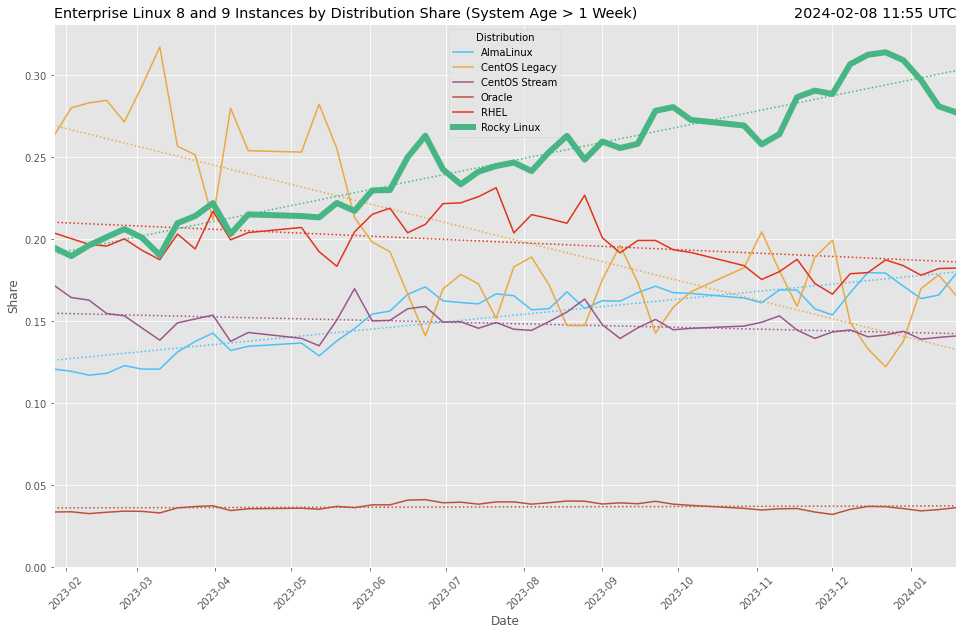 Enterprise Linux 8 and 9 Instances by Distribution Share (System Age > 1 Week)
2024-02-08 11:55 UTC
Distribution
AlmaLinux
CentOS Legacy
CentOS Stream
Oracle
RHEL
Rocky Linux
Share
0.30
0.25
0.20
0.15
0.10
0.05
0.00
2023-02
2023-03
2023-04
2023-05
2023-06
2023-07
2023-08
2023-09
2023-10
2023-11
2023-12
2024-01
Date